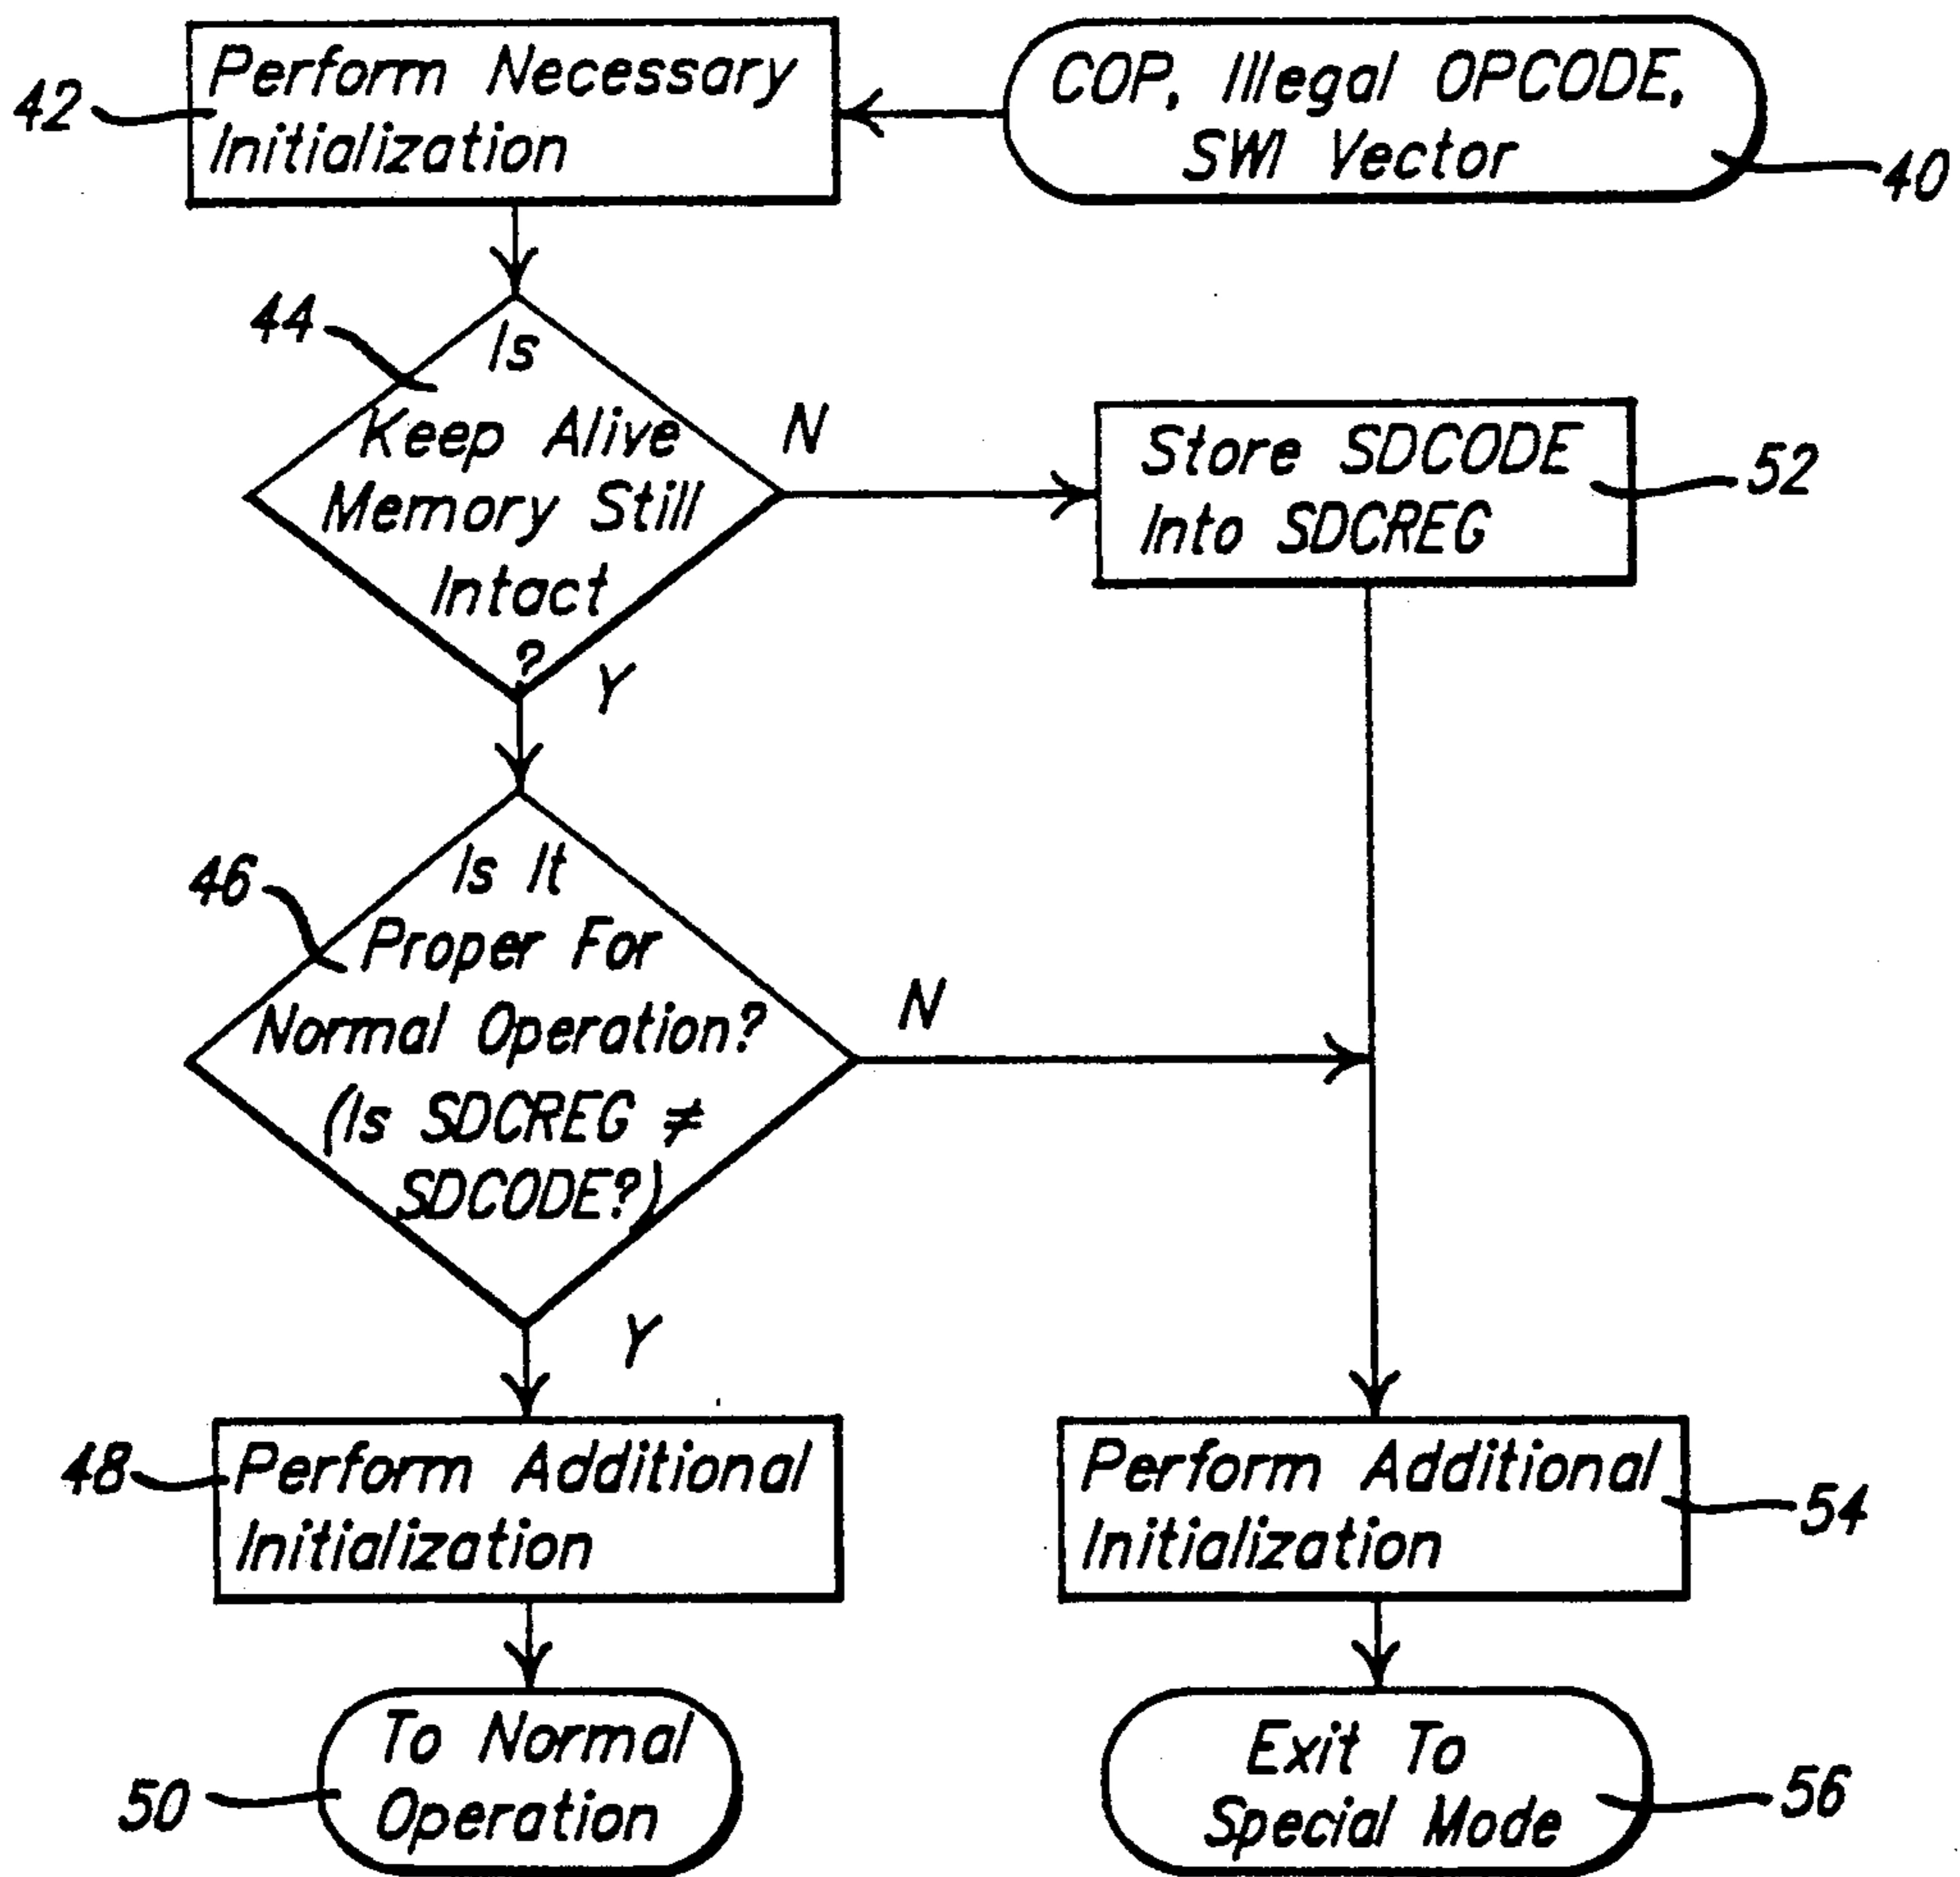 42
Perform Necessary
Initialization
COP, Illegal OPCODE,
SWI Vector
40
44
Is
Keep Alive
Memory Still
Intact
?
N
Y
Store SDCODE
Into SDCREG
52
46
Is It
Proper For
Normal Operation?
(Is SDCREG ≠
SDCODE?)
N
Y
48
Perform Additional
Initialization
Perform Additional
Initialization
54
50
To Normal
Operation
Exit To
Special Mode
56